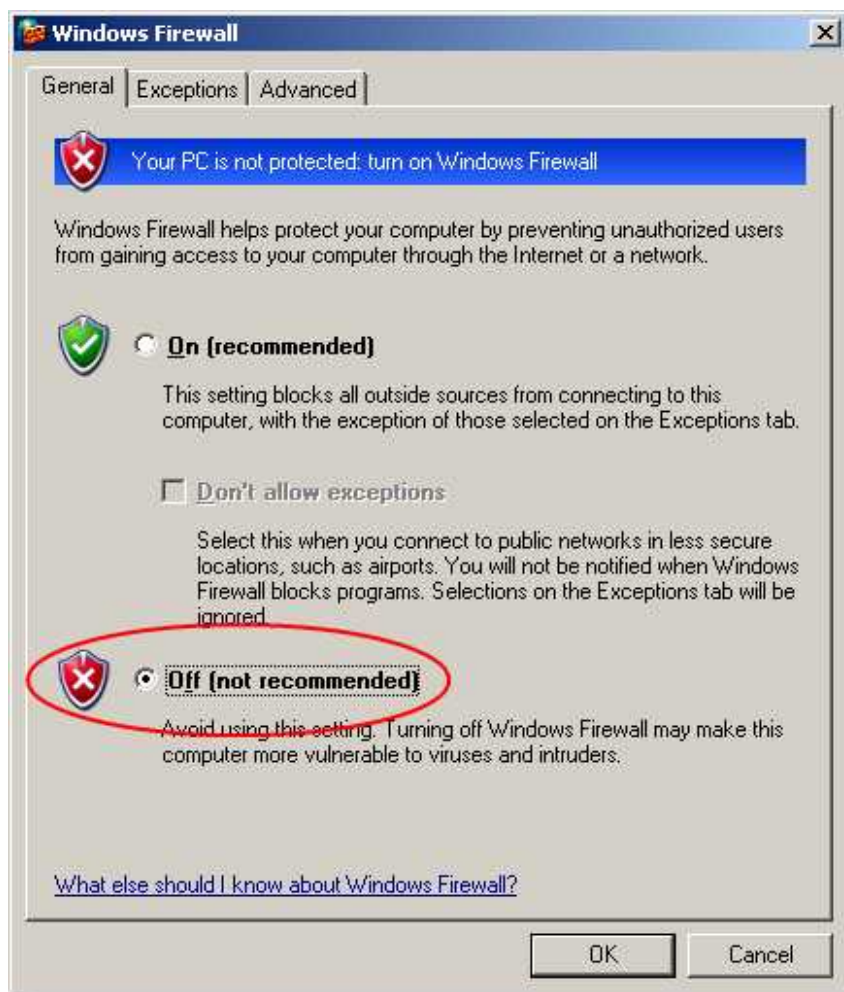 Windows Firewall
General Exceptions Advanced
Your PC is not protected: turn on Windows Firewall
Windows Firewall helps protect your computer by preventing unauthorized users
from gaining access to your computer through the Internet or a network.
On (recommended)
This setting blocks all outside sources from connecting to this
computer, with the exception of those selected on the Exceptions tab.
Don't allow exceptions
Select this when you connect to public networks in less secure
locations, such as airports. You will not be notified when Windows
Firewall blocks programs. Selections on the Exceptions tab will be
ignored.
Off (not recommended)
Avoid using this setting. Turning off Windows Firewall may make this
computer more vulnerable to viruses and intruders.
What else should I know about Windows Firewall?
OK Cancel